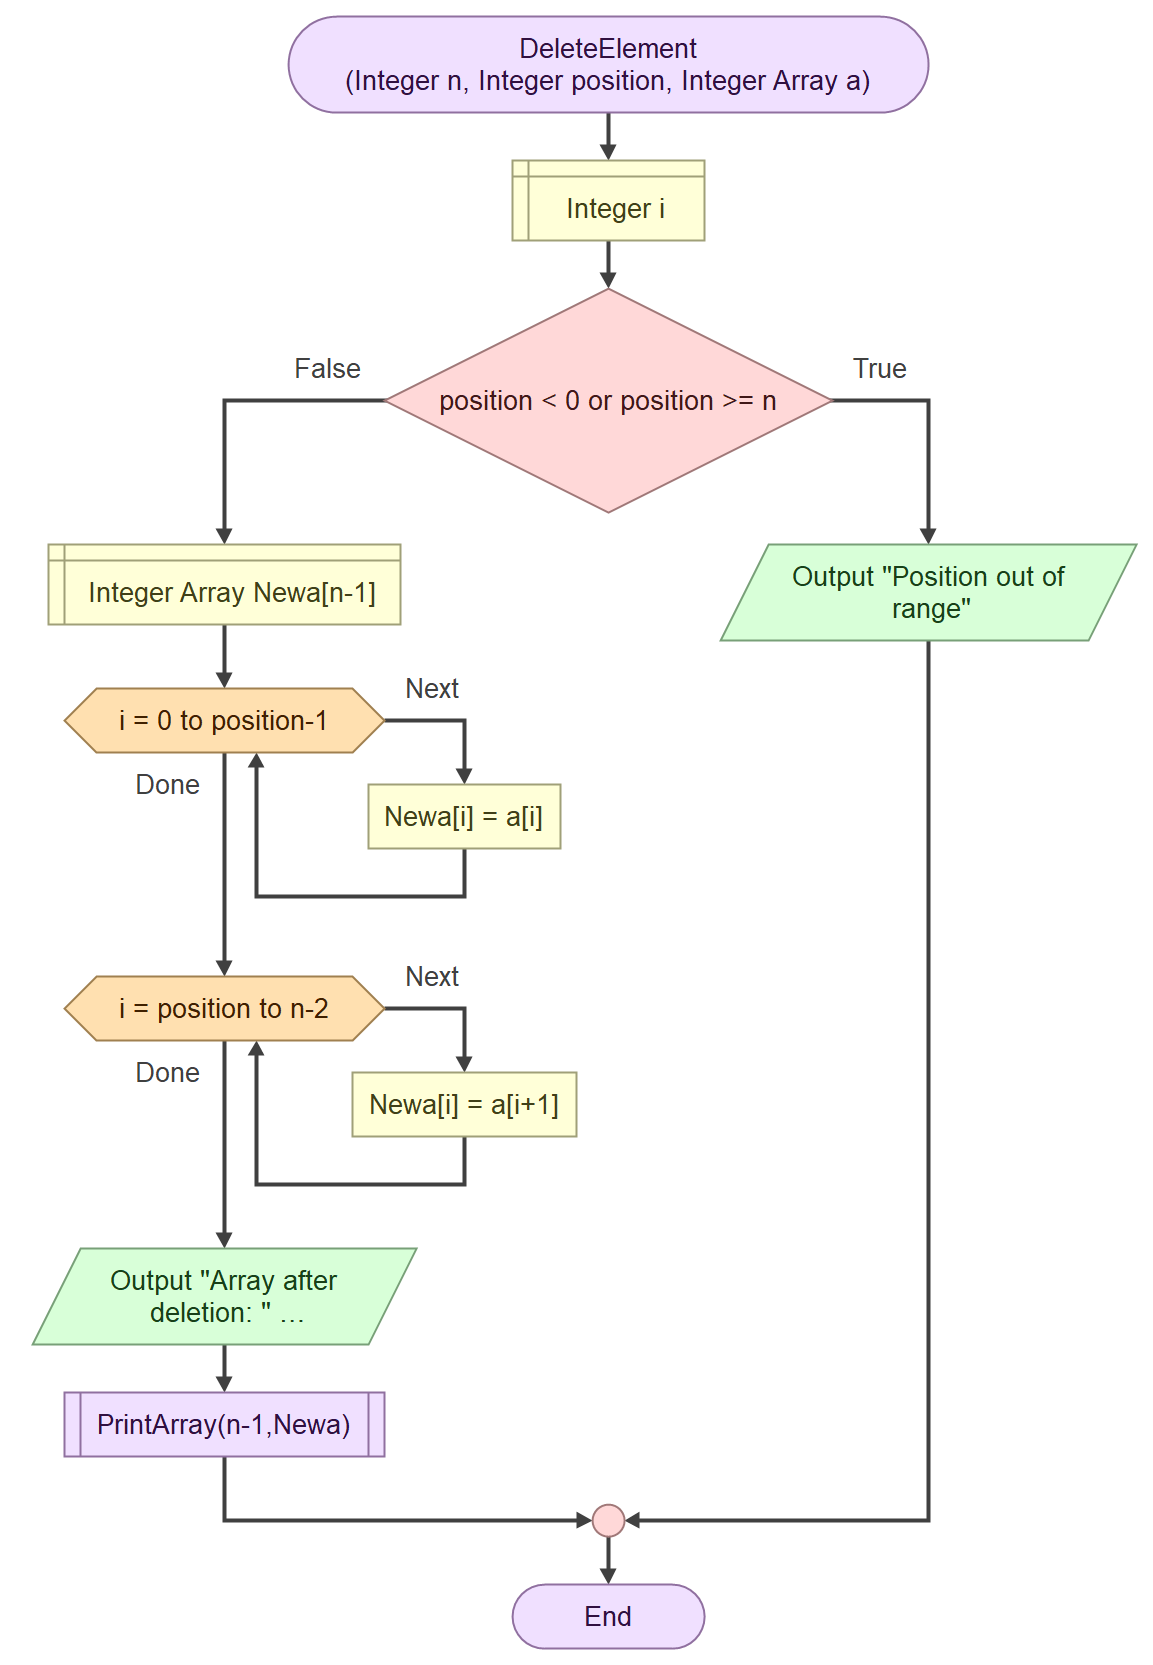 DeleteElement
(Integer n, Integer position, Integer Array a)
Integer i
False
True
position < 0 or position >= n
Integer Array Newa[n-1]
Output "Position out of
range"
i = 0 to position-1
Next
Done
Newa[i] = a[i]
i = position to n-2
Next
Done
Newa[i] = a[i+1]
Output "Array after
deletion: " ...
PrintArray(n-1,Newa)
End